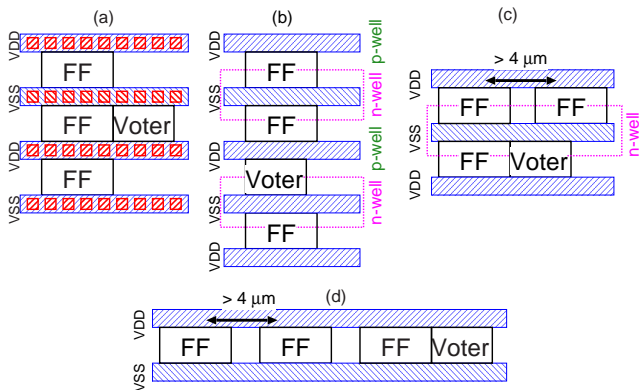 (a)
VDD
FF
VSS
FF
Voter
VDD
FF
VSS
(b)
VDD
p-well
FF
n-well
VSS
FF
p-well
VDD
Voter
n-well
VSS
FF
VDD
(c)
> 4 μm
VDD
FF
FF
VSS
n-well
FF
Voter
VDD
(d)
> 4 μm
VDD
FF
FF
FF
Voter
VSS